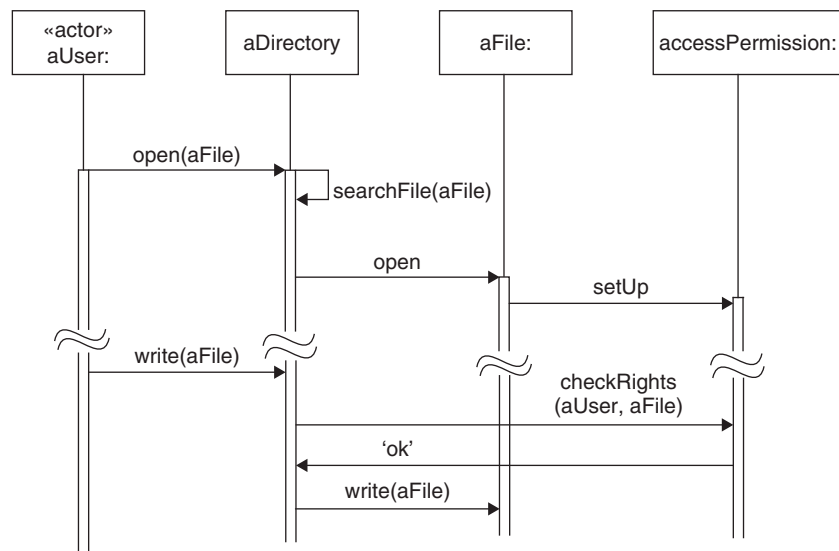 «actor»
aUser:
aDirectory
aFile:
accessPermission:
open(aFile)
searchFile(aFile)
open
setUp
write(aFile)
checkRights
(aUser, aFile)
‘ok’
write(aFile)